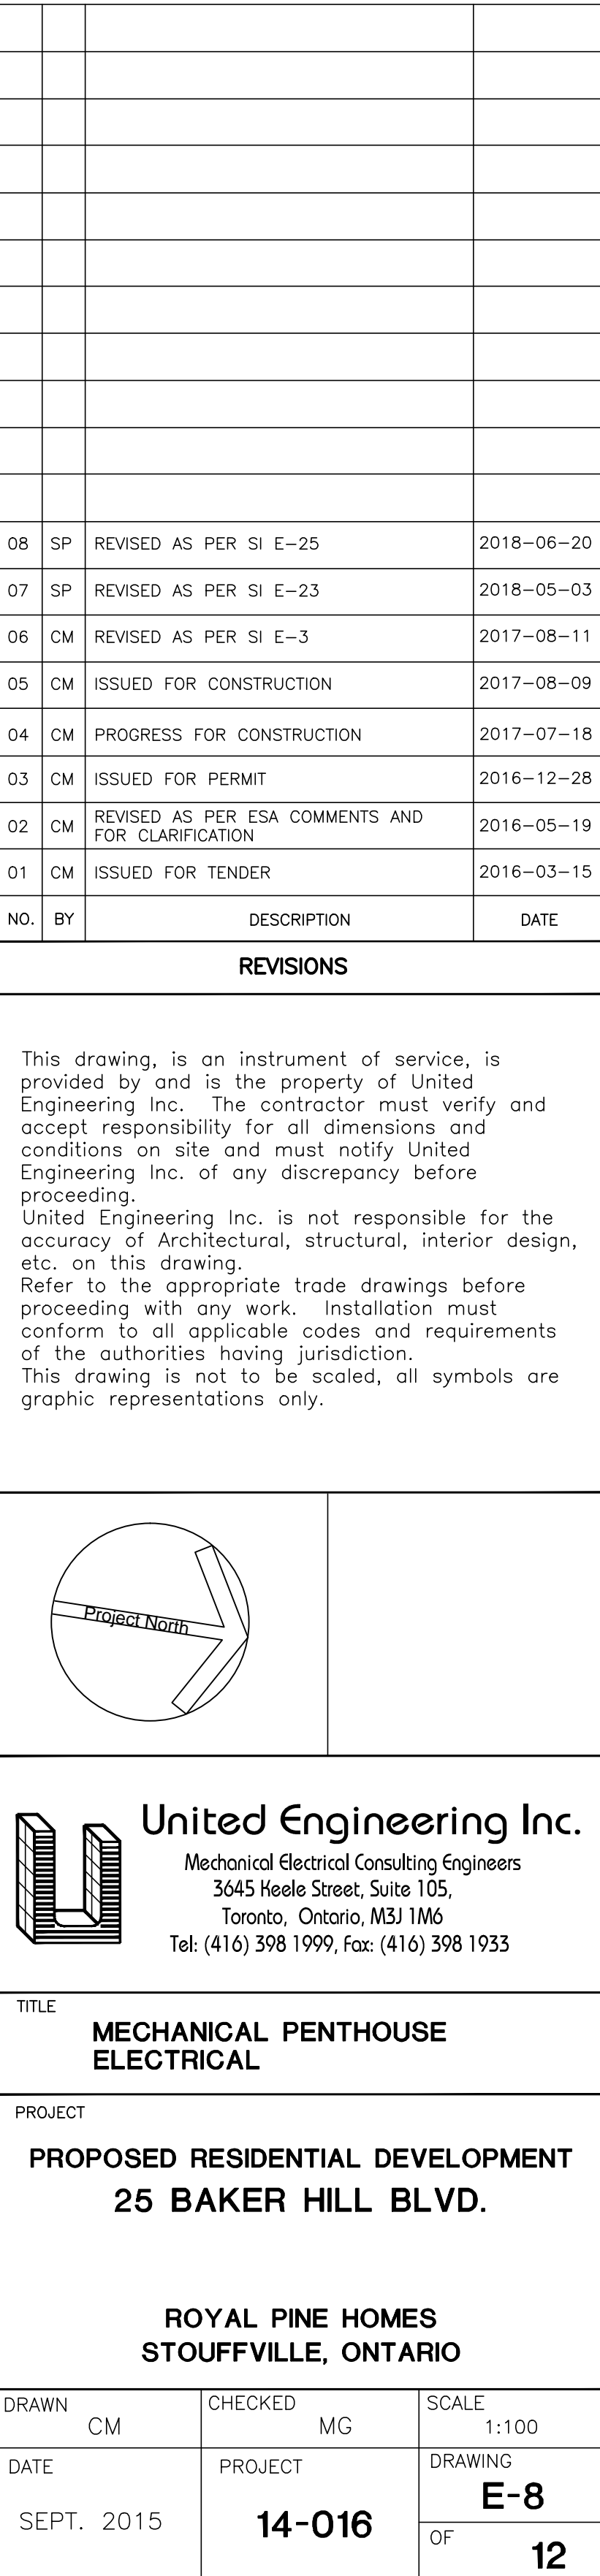 08 SP REVISED AS PER SI E-25 2018-06-20
07 SP REVISED AS PER SI E-23 2018-05-03
06 CM REVISED AS PER SI E-3 2017-08-11
05 CM ISSUED FOR CONSTRUCTION 2017-08-09
04 CM PROGRESS FOR CONSTRUCTION 2017-07-18
03 CM ISSUED FOR PERMIT 2016-12-28
02 CM REVISED AS PER ESA COMMENTS AND
FOR CLARIFICATION 2016-05-19
01 CM ISSUED FOR TENDER 2016-03-15
NO. BY DESCRIPTION DATE
REVISIONS
This drawing, is an instrument of service, is
provided by and is the property of United
Engineering Inc. The contractor must verify and
accept responsibility for all dimensions and
conditions on site and must notify United
Engineering Inc. of any discrepancy before
proceeding.
United Engineering Inc. is not responsible for the
accuracy of Architectural, structural, interior design,
etc. on this drawing.
Refer to the appropriate trade drawings before
proceeding with any work. Installation must
conform to all applicable codes and requirements
of the authorities having jurisdiction.
This drawing is not to be scaled, all symbols are
graphic representations only.
Project North
United Engineering Inc.
Mechanical Electrical Consulting Engineers
3645 Keele Street, Suite 105,
Toronto, Ontario, M3J 1M6
Tel: (416) 398 1999, Fax: (416) 398 1933
TITLE
MECHANICAL PENTHOUSE
ELECTRICAL
PROJECT
PROPOSED RESIDENTIAL DEVELOPMENT
25 BAKER HILL BLVD.
ROYAL PINE HOMES
STOUFFVILLE, ONTARIO
DRAWN CHECKED SCALE
CM MG 1:100
DATE PROJECT DRAWING
E-8
SEPT. 2015 14-016
OF
12